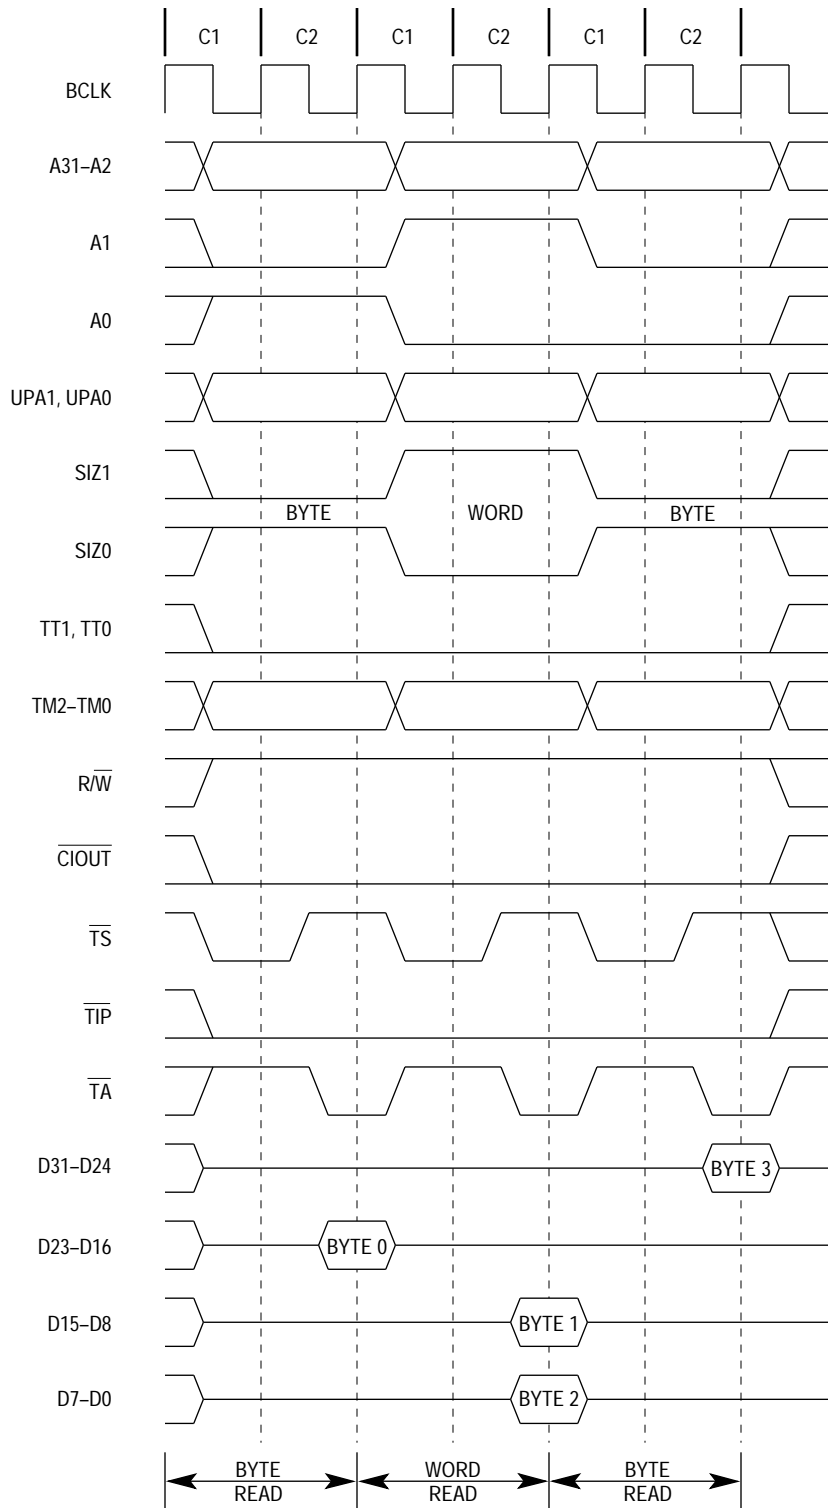 C1 C2 C1 C2 C1 C2
BCLK
A31–A2
A1
A0
UPA1, UPA0
SIZ1
BYTE WORD BYTE
SIZ0
TT1, TT0
TM2–TM0
R/W
CIOUT
TS
TIP
TA
D31–D24 BYTE 3
D23–D16 BYTE 0
D15–D8 BYTE 1
D7–D0 BYTE 2
BYTE WORD BYTE
READ READ READ